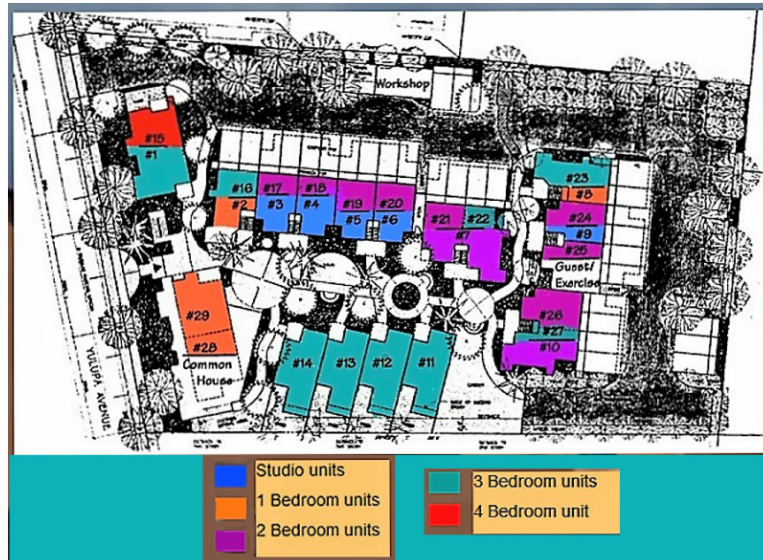 Workshop
#15
#1
#16
#2
#17
#3
#18
#4
#19
#5
#20
#6
#21
#22
#7
#23
#8
#24
#9
#25
Guest/
Exercise
#26
#27
#10
#29
#28
Common
House
#14
#13
#12
#11
YULUPA AVENUE
Studio units
1 Bedroom units
2 Bedroom units
3 Bedroom units
4 Bedroom unit